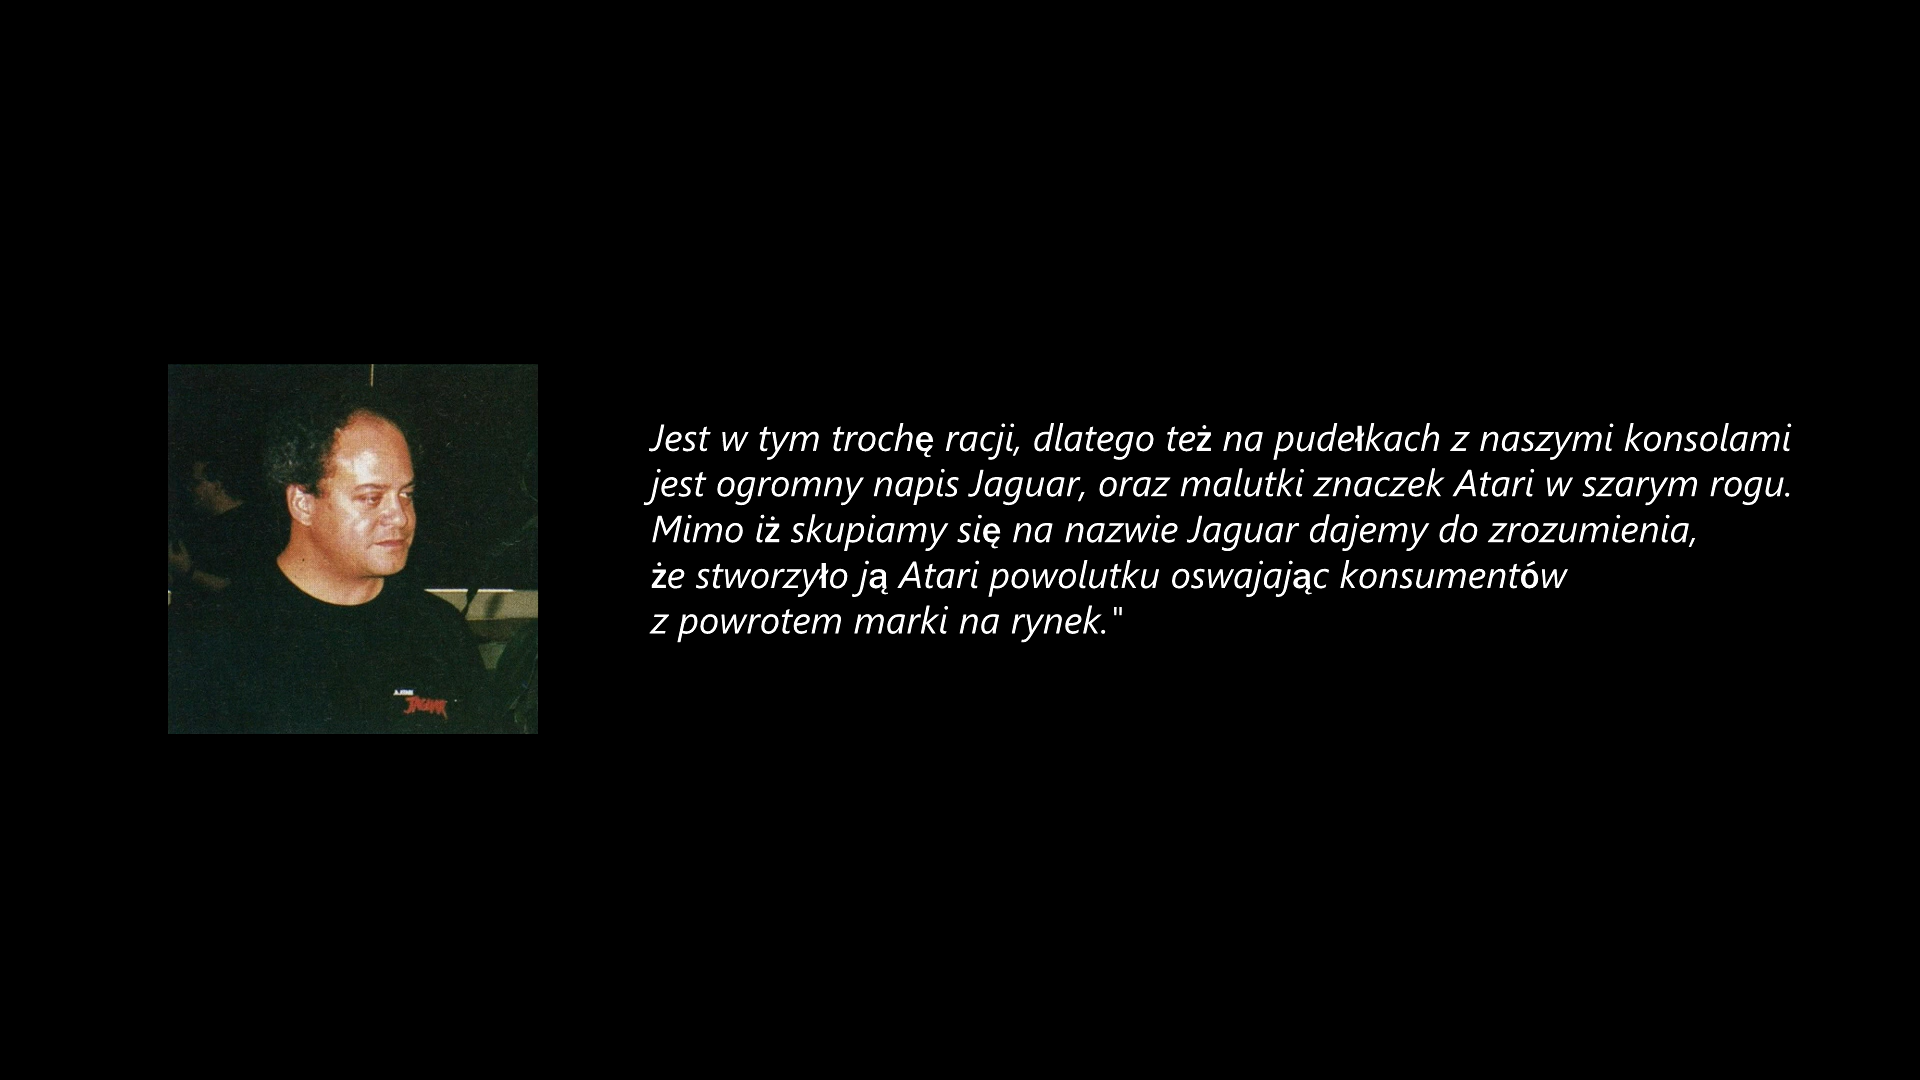 Jest w tym trochę racji, dlatego też na pudełkach z naszymi konsolami
jest ogromny napis Jaguar, oraz malutki znaczek Atari w szarym rogu.
Mimo iż skupiamy się na nazwie Jaguar dajemy do zrozumienia,
że stworzyło ją Atari powolutku oswajając konsumentów
z powrotem marki na rynek."
ATARI
JAGUAR